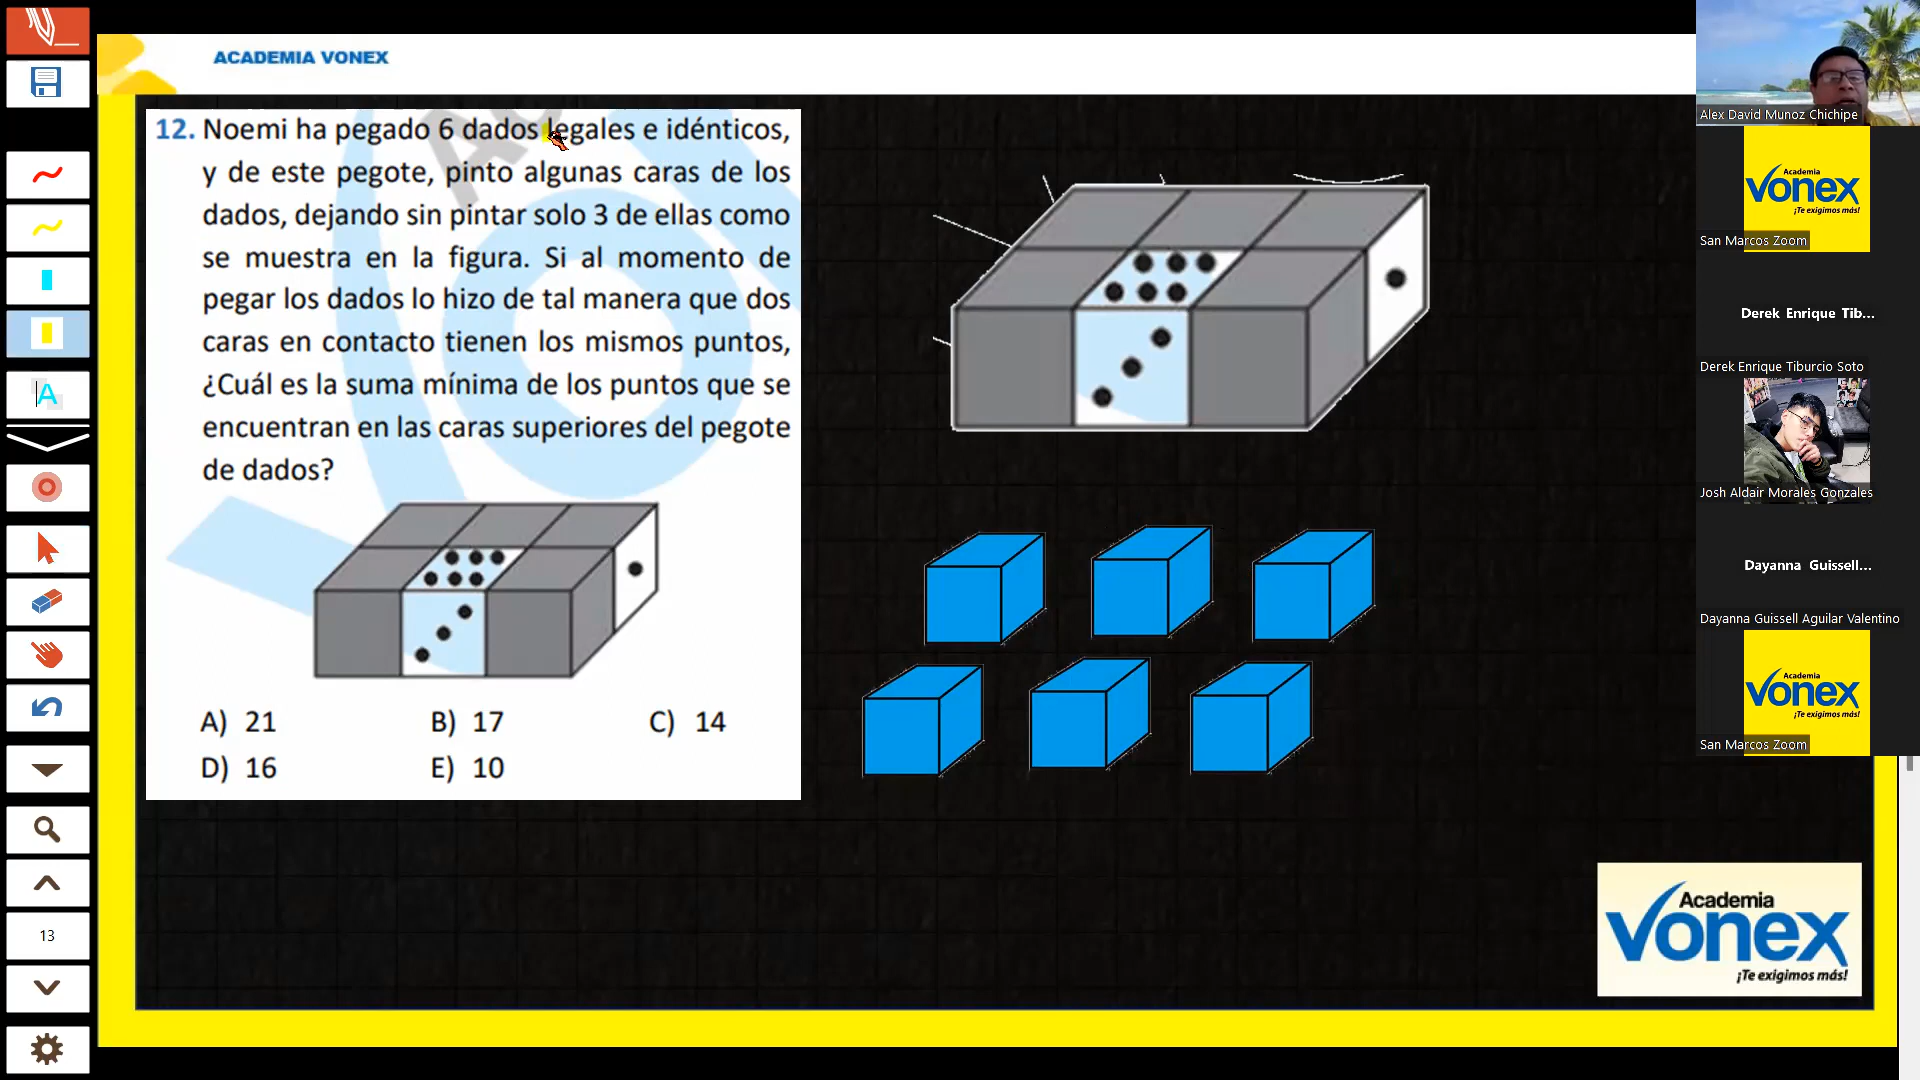 ACADEMIA VONEX
12. Noemi ha pegado 6 dados legales e idénticos,
y de este pegote, pinto algunas caras de los
dados, dejando sin pintar solo 3 de ellas como
se muestra en la figura. Si al momento de
pegar los dados lo hizo de tal manera que dos
caras en contacto tienen los mismos puntos,
¿Cuál es la suma mínima de los puntos que se
encuentran en las caras superiores del pegote
de dados?
A) 21
B) 17
C) 14
D) 16
E) 10
A
13
Alex David Munoz Chichipe
Academia
vonex
¡Te exigimos más!
San Marcos Zoom
Derek Enrique Tib...
Derek Enrique Tiburcio Soto
Josh Aldair Morales Gonzales
Dayanna Guissell...
Dayanna Guissell Aguilar Valentino
Academia
vonex
¡Te exigimos más!
San Marcos Zoom
Academia
vonex
¡Te exigimos más!